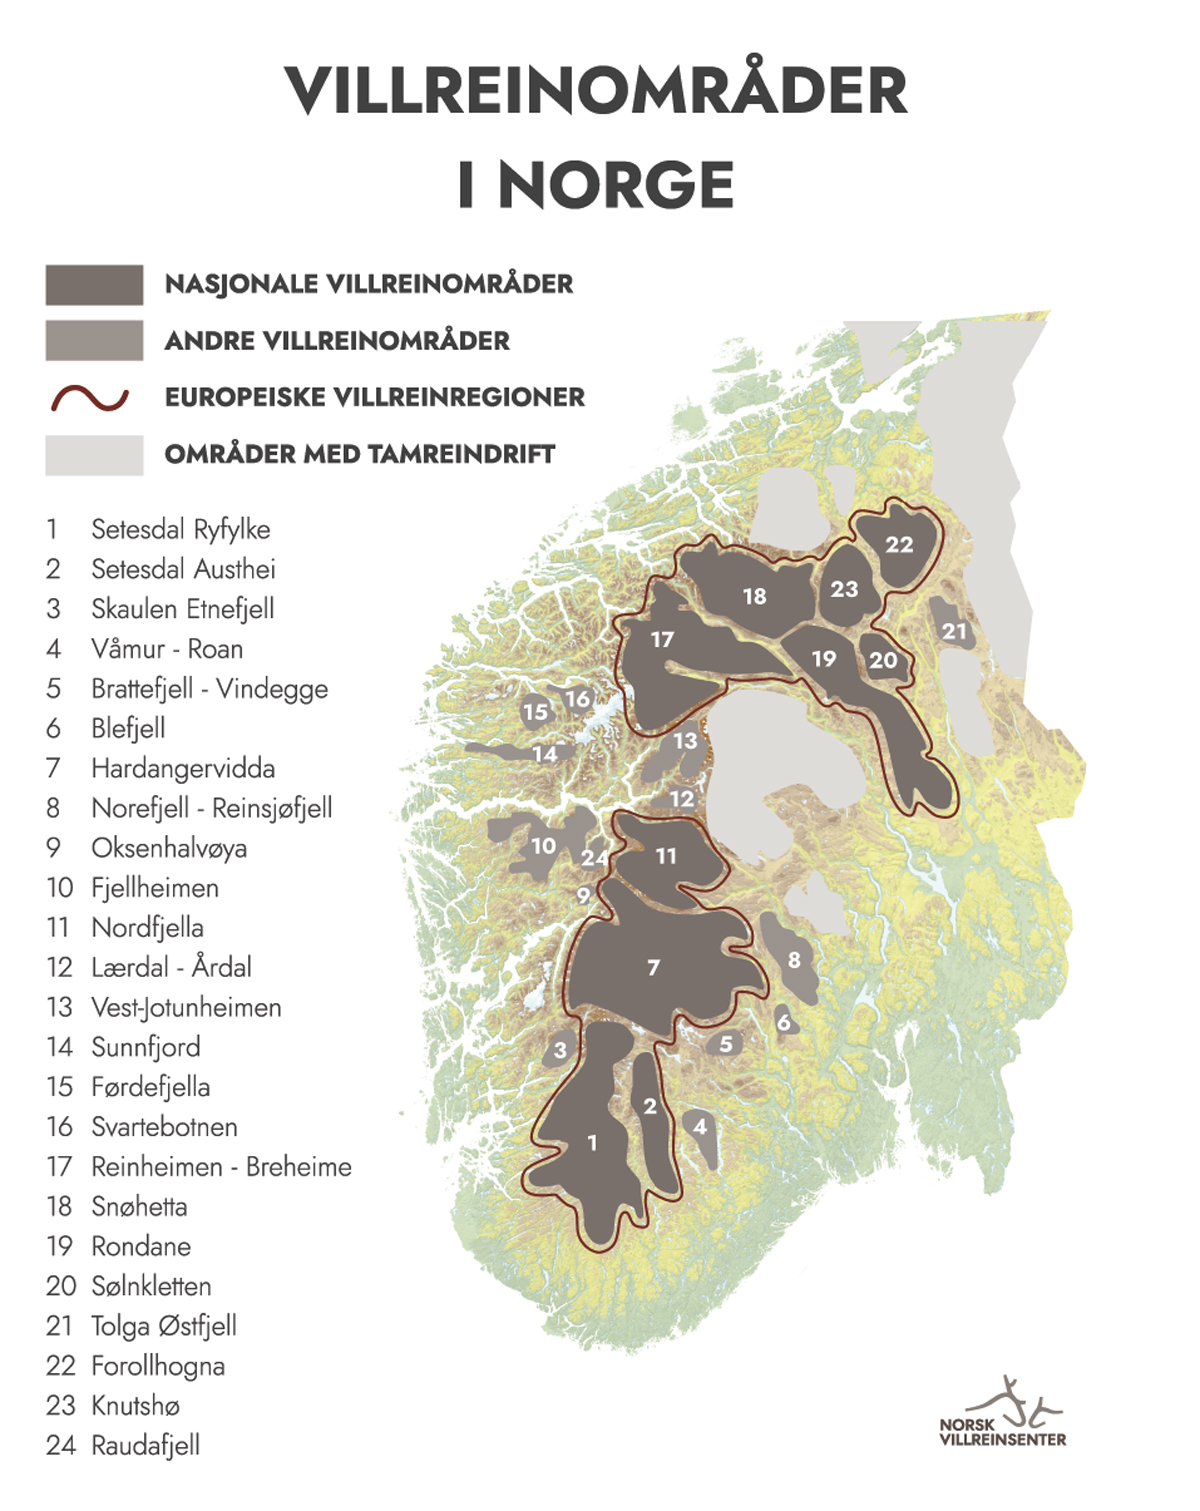 VILLREINOMRÅDER
I NORGE
NASJONALE VILLREINOMRÅDER
ANDRE VILLREINOMRÅDER
EUROPEISKE VILLREINREGIONER
OMRÅDER MED TAMREINDRIFT
1 Setesdal Ryfylke
2 Setesdal Austhei
3 Skaulen Etnefjell
4 Våmur - Roan
5 Brattefjell - Vindegge
6 Blefjell
7 Hardangervidda
8 Norefjell - Reinsjøfjell
9 Oksenhalvøya
10 Fjellheimen
11 Nordfjella
12 Lærdal - Årdal
13 Vest-Jotunheimen
14 Sunnfjord
15 Førdefjella
16 Svartebotnen
17 Reinheimen - Breheime
18 Snøhetta
19 Rondane
20 Sølnkletten
21 Tolga Østfjell
22 Forollhogna
23 Knutshø
24 Raudafjell
22
18
23
21
17
19
20
16
15
13
14
12
10
24
11
9
8
7
6
5
3
2
4
1
NORSK
VILLREINSENTER